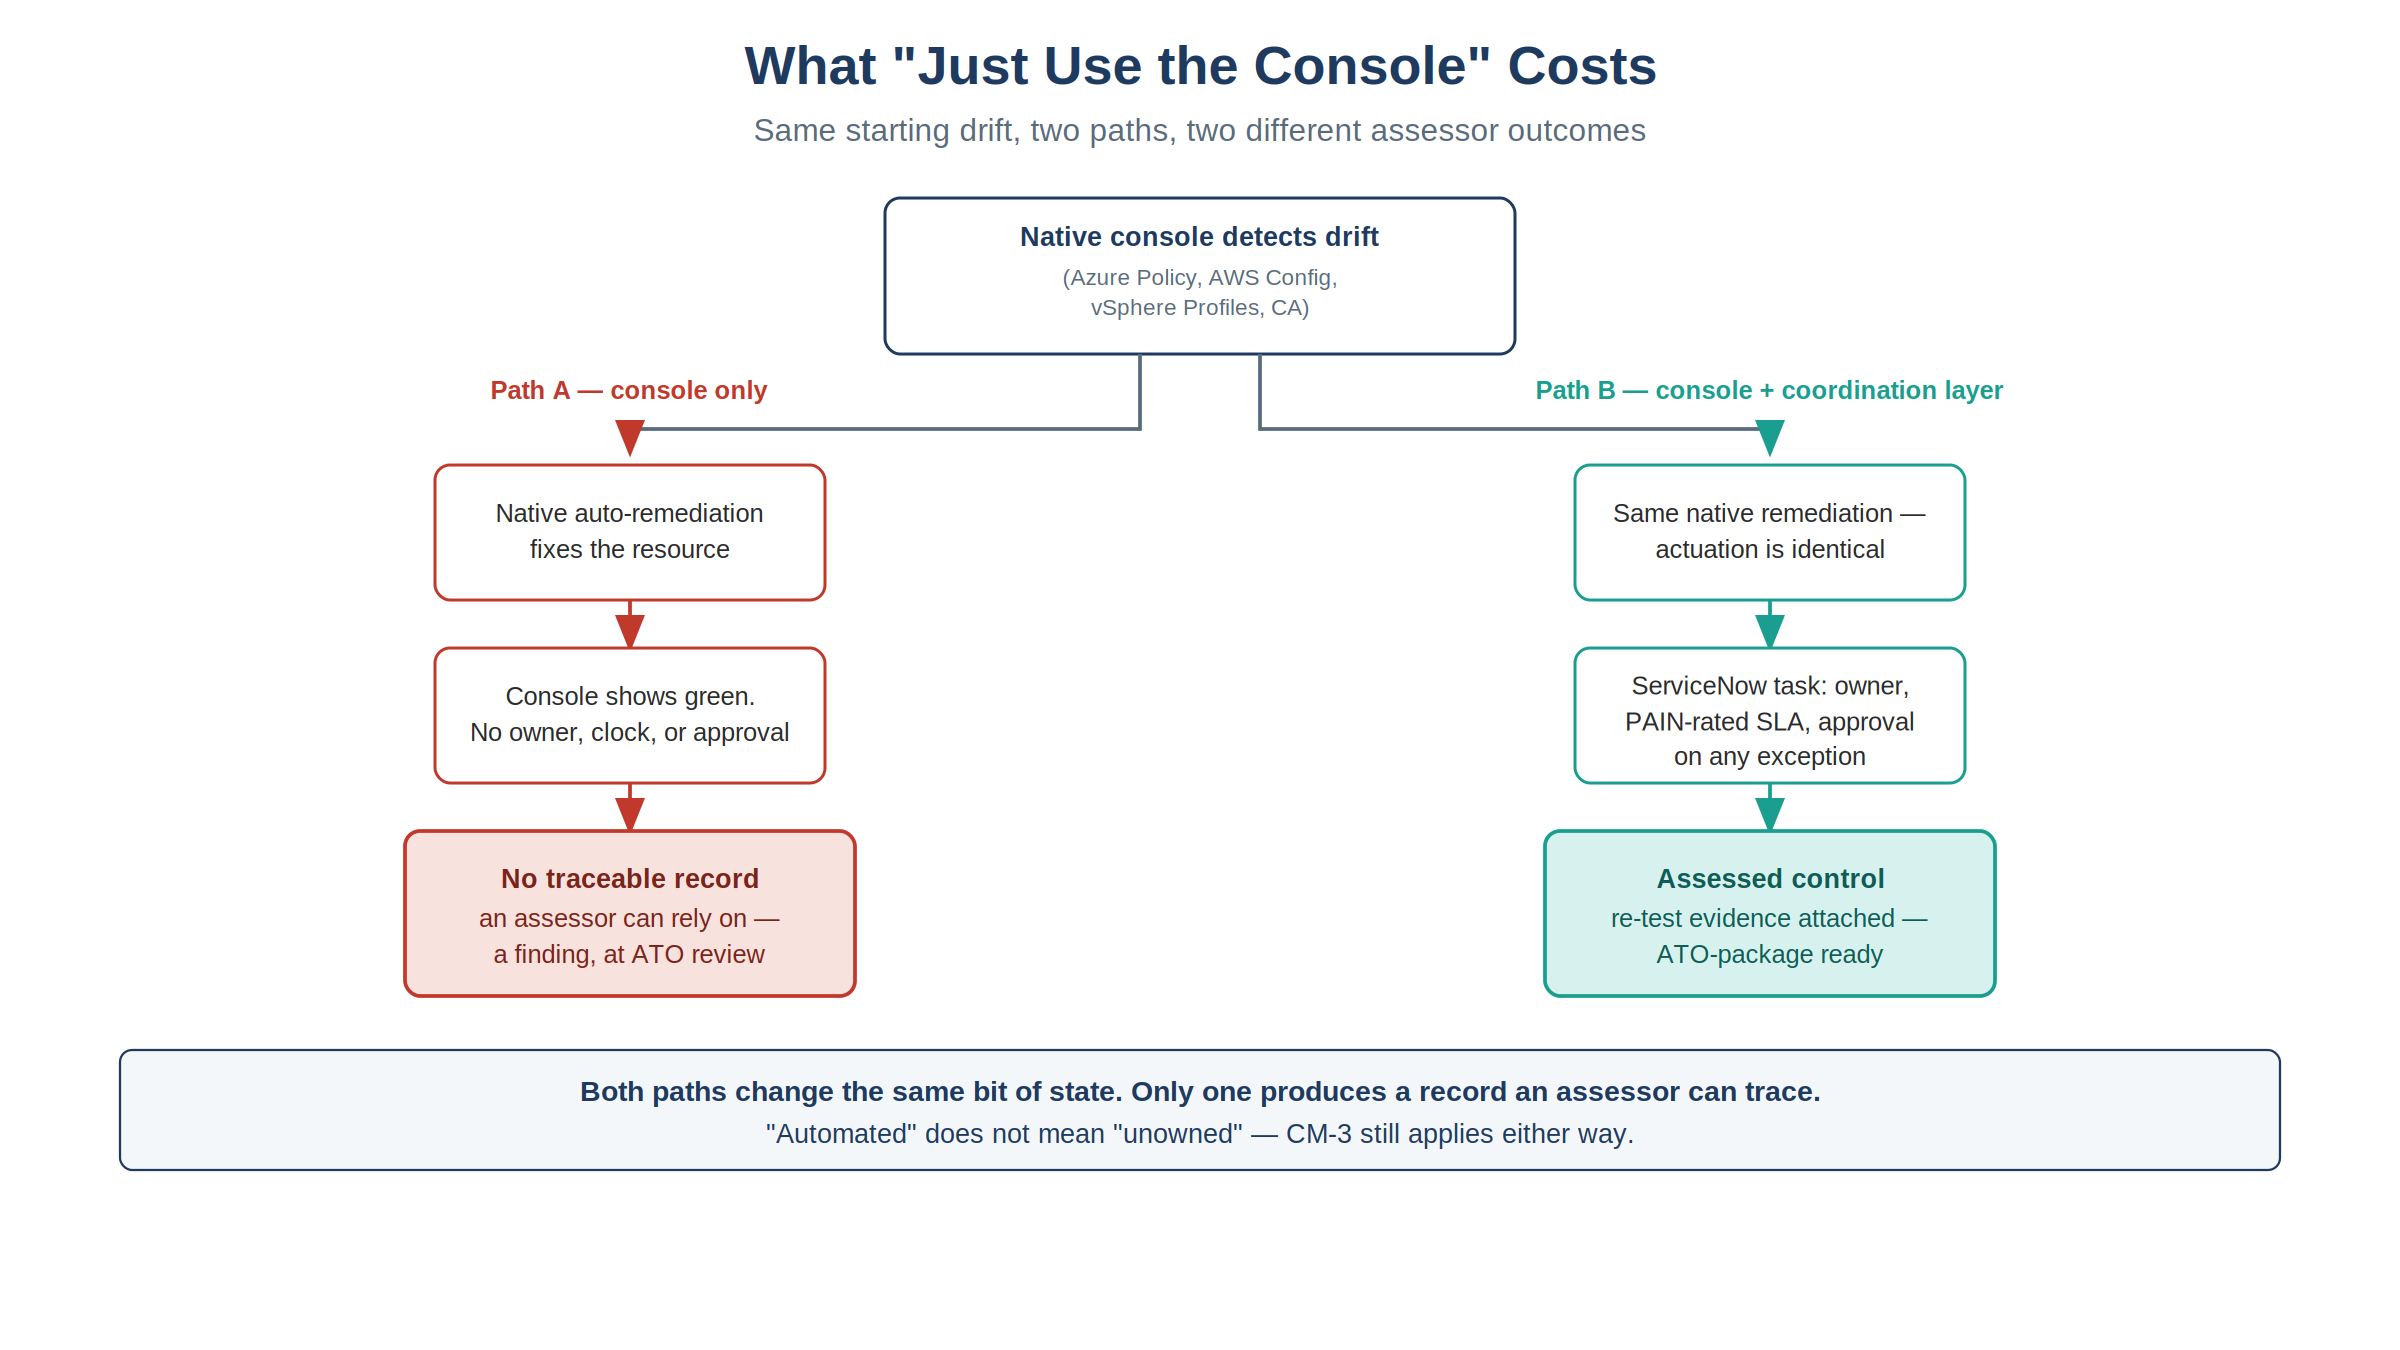 What "Just Use the Console" Costs
Same starting drift, two paths, two different assessor outcomes
Native console detects drift
(Azure Policy, AWS Config,
vSphere Profiles, CA)
Path A — console only
Native auto-remediation
fixes the resource
Console shows green.
No owner, clock, or approval
No traceable record
an assessor can rely on —
a finding, at ATO review
Path B — console + coordination layer
Same native remediation —
actuation is identical
ServiceNow task: owner,
PAIN-rated SLA, approval
on any exception
Assessed control
re-test evidence attached —
ATO-package ready
Both paths change the same bit of state. Only one produces a record an assessor can trace.
"Automated" does not mean "unowned" — CM-3 still applies either way.